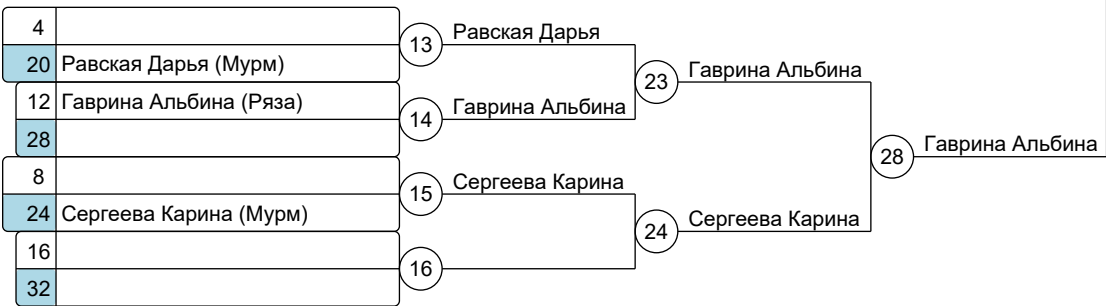 4
13 Равская Дарья
20 Равская Дарья (Мурм)
23 Гаврина Альбина
12 Гаврина Альбина (Ряза)
14 Гаврина Альбина
28
28 Гаврина Альбина
8
15 Сергеева Карина
24 Сергеева Карина (Мурм)
24 Сергеева Карина
16
16
32